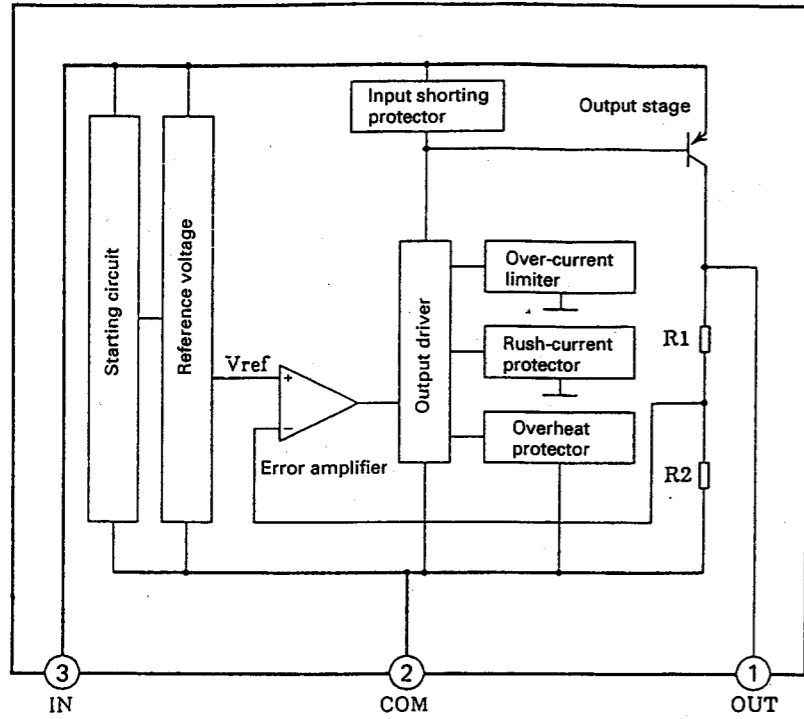 Input shorting
protector
Output stage
Starting circuit
Reference voltage
Vref
+
−
Error amplifier
Output driver
Over-current
limiter
Rush-current
protector
Overheat
protector
R1
R2
3
IN
2
COM
1
OUT